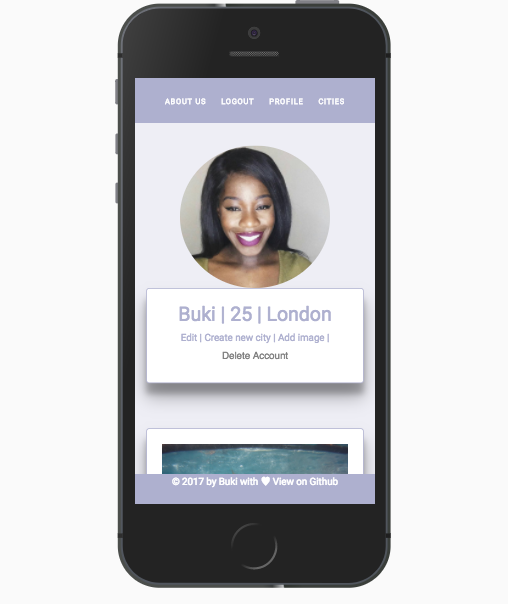 ABOUT US LOGOUT PROFILE CITIES
Buki | 25 | London
Edit | Create new city | Add image |
Delete Account
© 2017 by Buki with ♥ View on Github